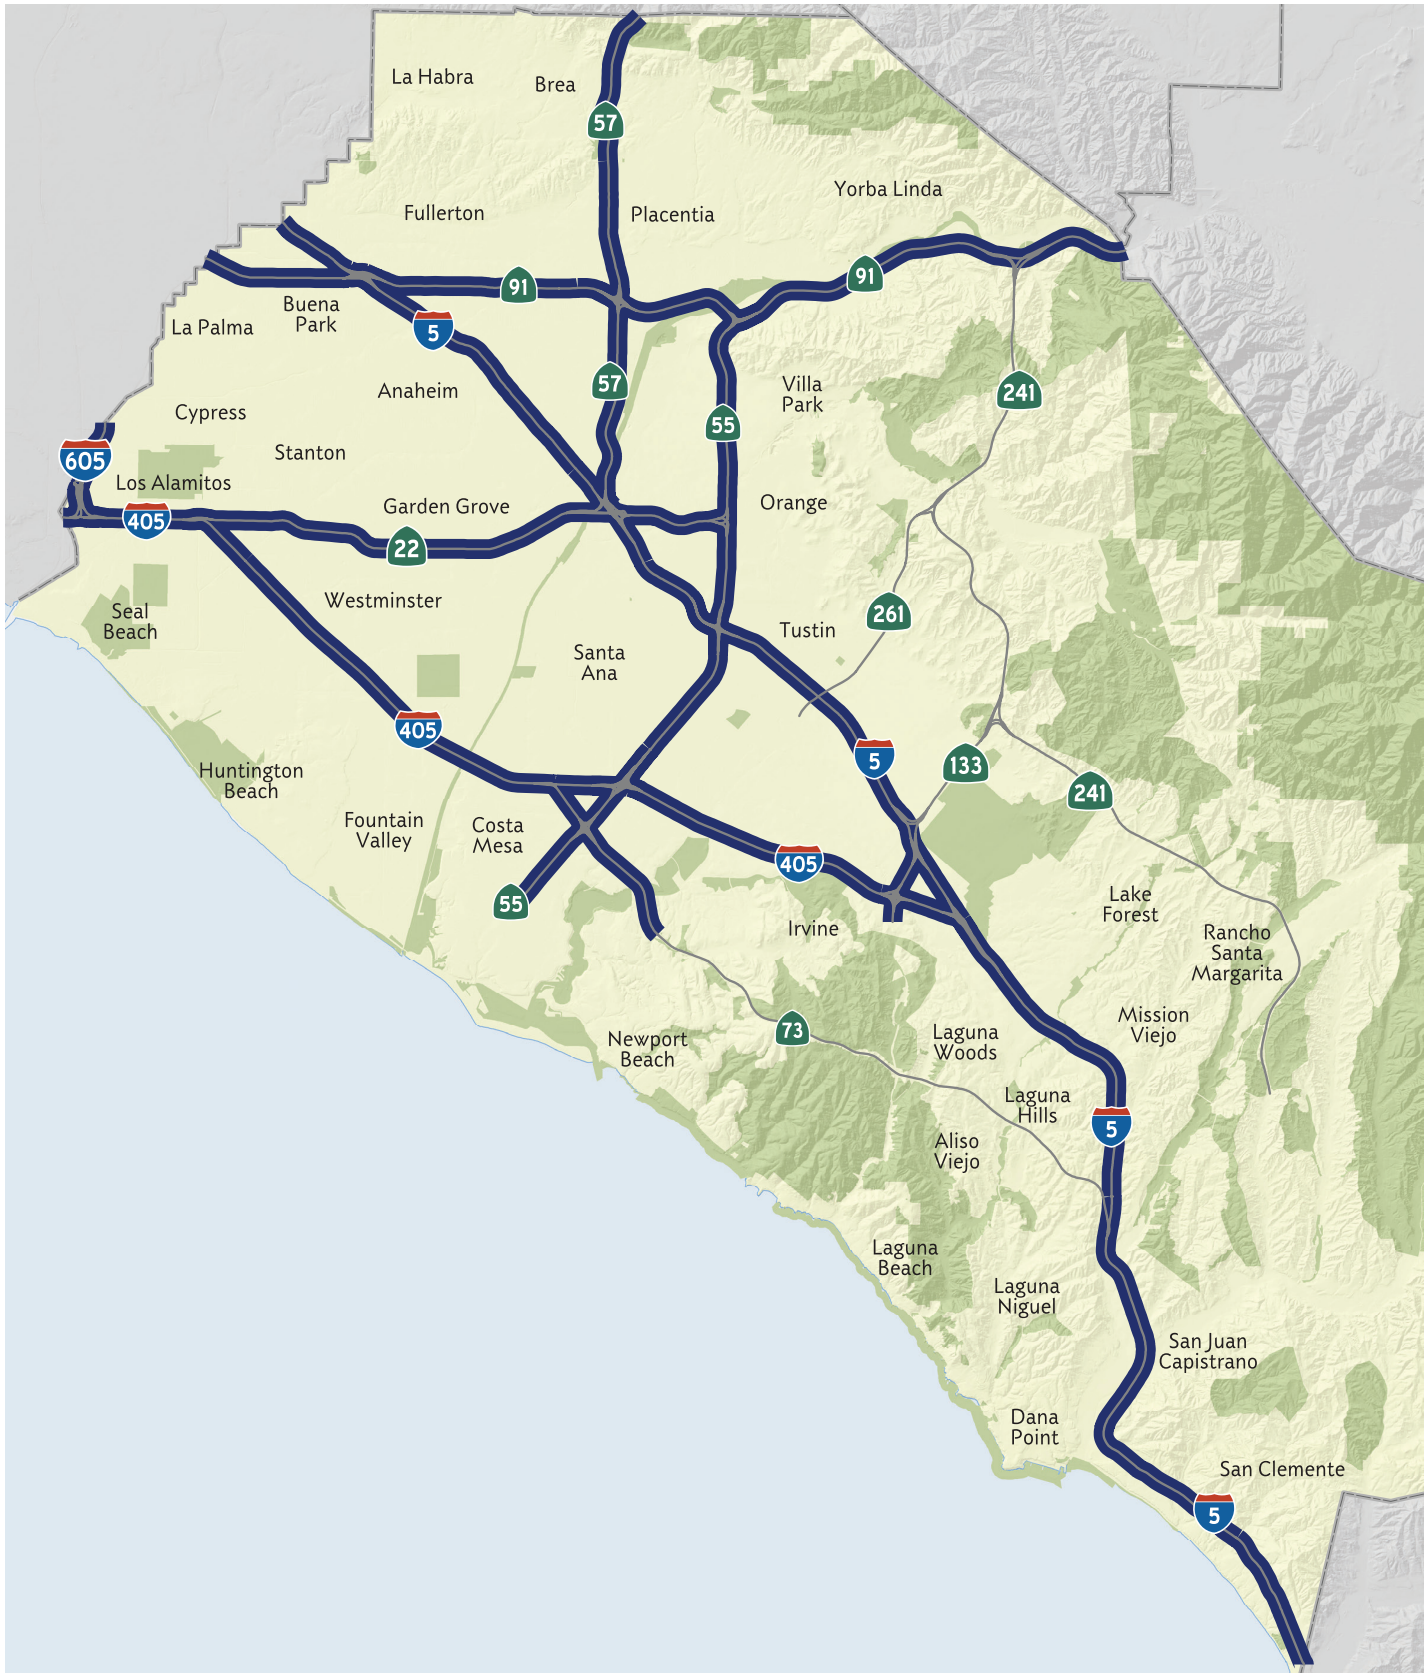 La Habra
Brea
57
Yorba Linda
Fullerton
Placentia
91
91
Buena
Park
La Palma
5
57
241
Anaheim
Villa
Park
Cypress
55
Stanton
605
Los Alamitos
Garden Grove
Orange
405
22
Westminster
Seal
Beach
261
Tustin
Santa
Ana
405
5
133
Huntington
Beach
241
Fountain
Valley
Costa
Mesa
405
55
Lake
Forest
Irvine
Rancho
Santa
Margarita
Mission
Viejo
73
Newport
Beach
Laguna
Woods
Laguna
Hills
5
Aliso
Viejo
Laguna
Beach
Laguna
Niguel
San Juan
Capistrano
Dana
Point
San Clemente
5